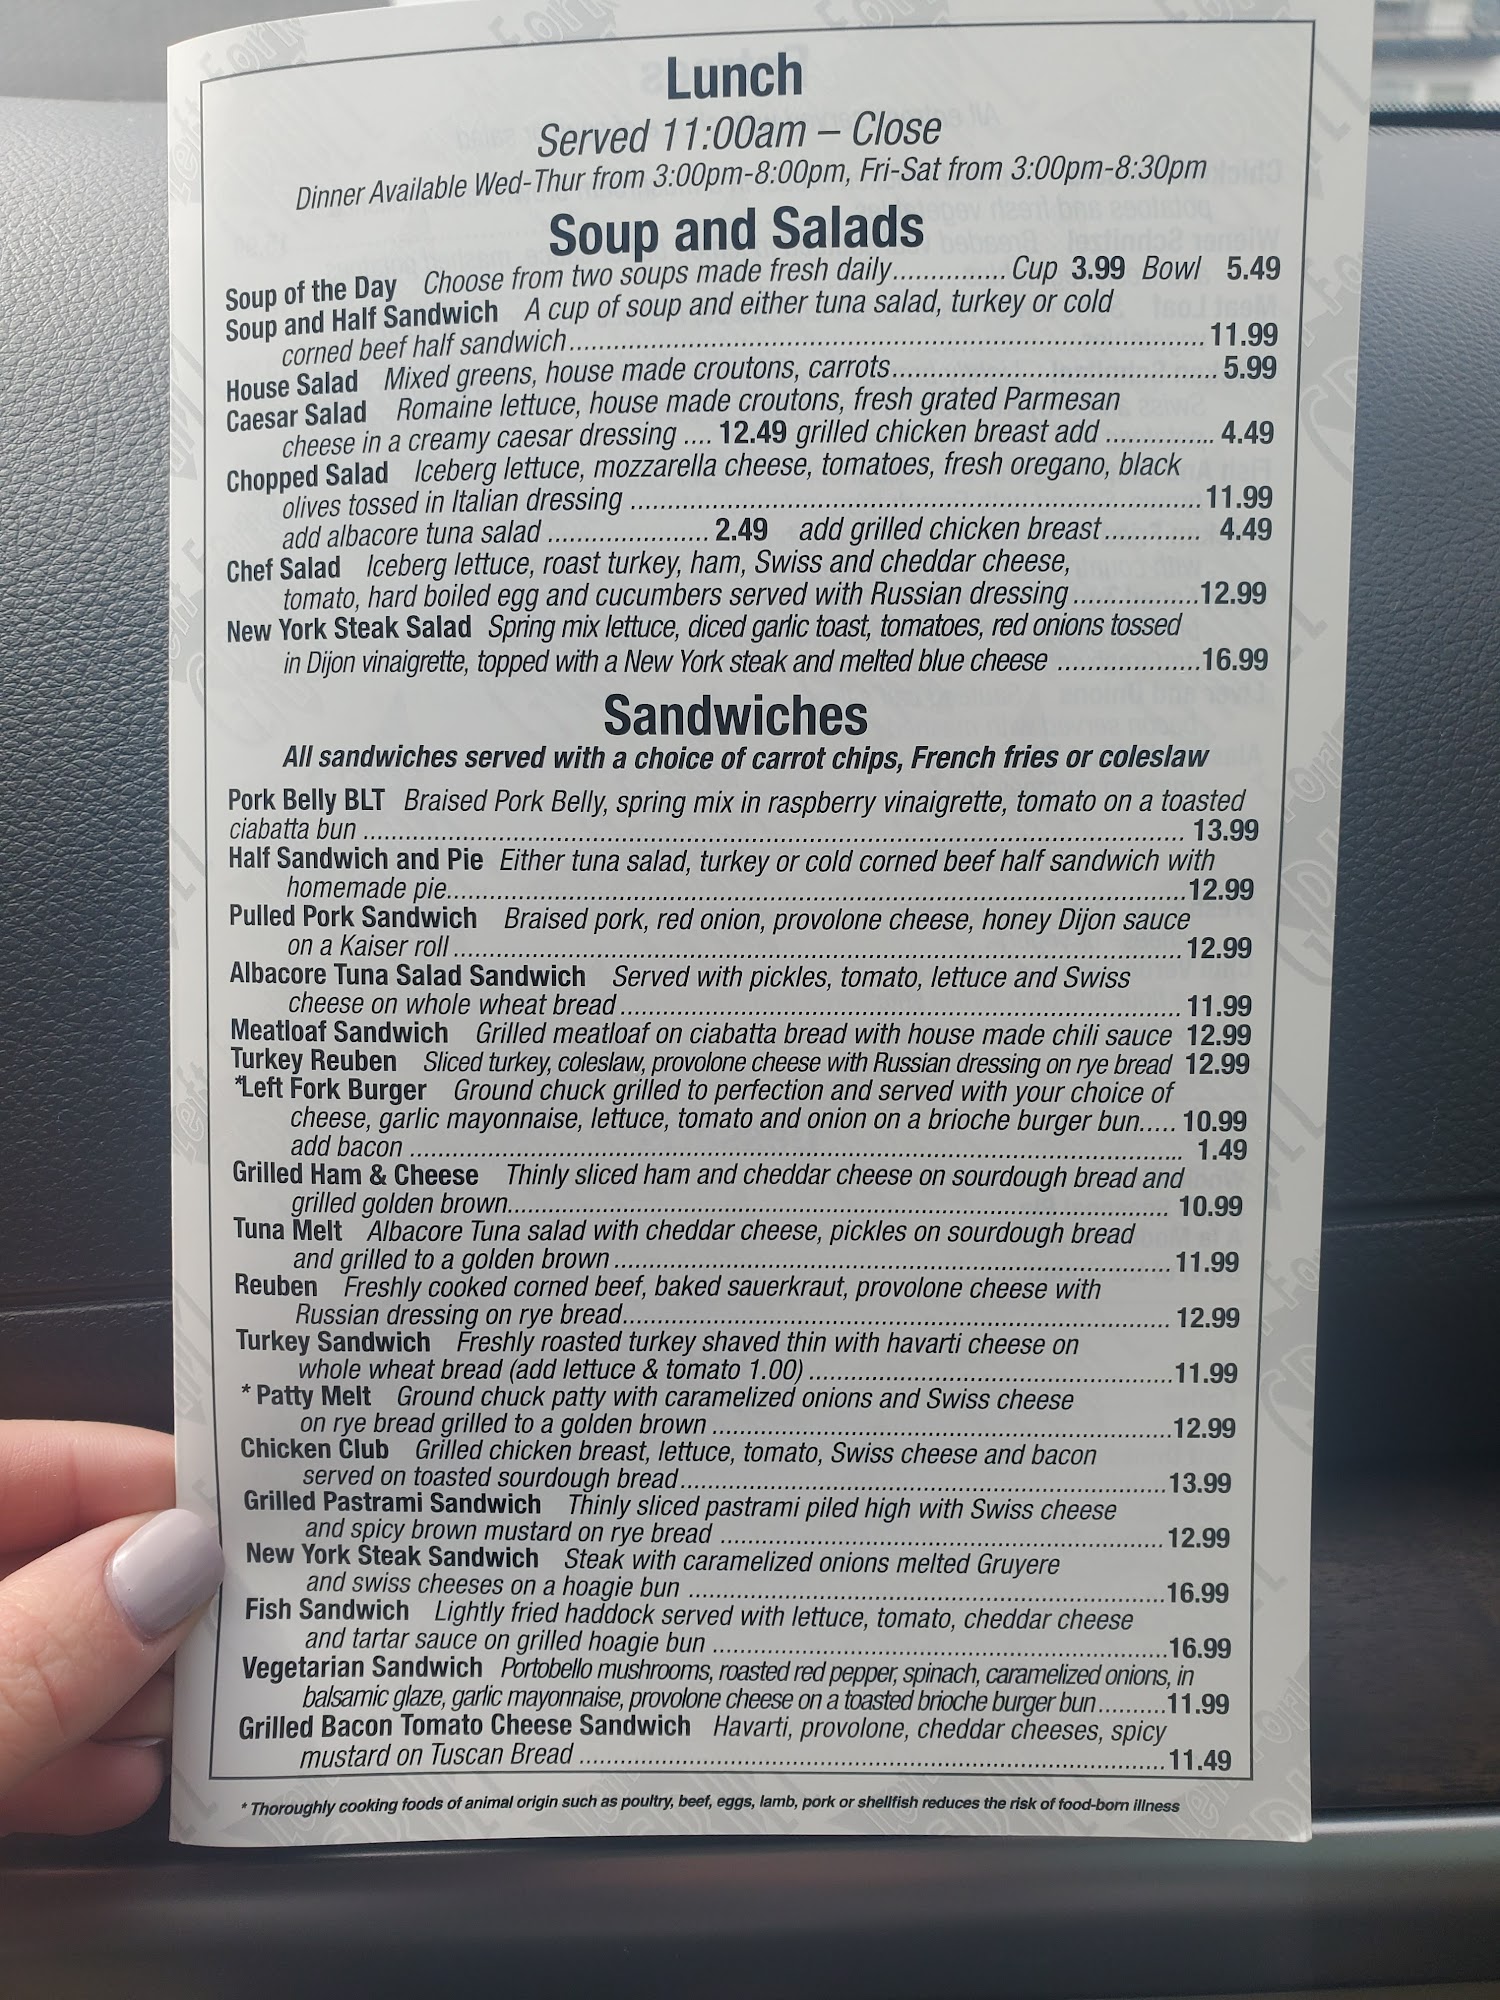 Lunch
Served 11:00am – Close
Dinner Available Wed-Thur from 3:00pm-8:00pm, Fri-Sat from 3:00pm-8:30pm
Soup and Salads
Soup of the Day Choose from two soups made fresh daily............... Cup 3.99 Bowl 5.49
Soup and Half Sandwich A cup of soup and either tuna salad, turkey or cold
corned beef half sandwich........................................ 11.99
House Salad Mixed greens, house made croutons, carrots........................................ 5.99
Caesar Salad Romaine lettuce, house made croutons, fresh grated Parmesan
cheese in a creamy caesar dressing .... 12.49 grilled chicken breast add .............. 4.49
Chopped Salad Iceberg lettuce, mozzarella cheese, tomatoes, fresh oregano, black
olives tossed in Italian dressing ........................................ 11.99
add albacore tuna salad ....................... 2.49 add grilled chicken breast............. 4.49
Chef Salad Iceberg lettuce, roast turkey, ham, Swiss and cheddar cheese,
tomato, hard boiled egg and cucumbers served with Russian dressing ..................12.99
New York Steak Salad Spring mix lettuce, diced garlic toast, tomatoes, red onions tossed
in Dijon vinaigrette, topped with a New York steak and melted blue cheese ....................16.99
Sandwiches
All sandwiches served with a choice of carrot chips, French fries or coleslaw
Pork Belly BLT Braised Pork Belly, spring mix in raspberry vinaigrette, tomato on a toasted
ciabatta bun ........................................ 13.99
Half Sandwich and Pie Either tuna salad, turkey or cold corned beef half sandwich with
homemade pie........................................ 12.99
Pulled Pork Sandwich Braised pork, red onion, provolone cheese, honey Dijon sauce
on a Kaiser roll ........................................ 12.99
Albacore Tuna Salad Sandwich Served with pickles, tomato, lettuce and Swiss
cheese on whole wheat bread ........................................ 11.99
Meatloaf Sandwich Grilled meatloaf on ciabatta bread with house made chili sauce 12.99
Turkey Reuben Sliced turkey, coleslaw, provolone cheese with Russian dressing on rye bread 12.99
*Left Fork Burger Ground chuck grilled to perfection and served with your choice of
cheese, garlic mayonnaise, lettuce, tomato and onion on a brioche burger bun..... 10.99
add bacon ........................................ 1.49
Grilled Ham & Cheese Thinly sliced ham and cheddar cheese on sourdough bread and
grilled golden brown........................................ 10.99
Tuna Melt Albacore Tuna salad with cheddar cheese, pickles on sourdough bread
and grilled to a golden brown ........................................ 11.99
Reuben Freshly cooked corned beef, baked sauerkraut, provolone cheese with
Russian dressing on rye bread........................................ 12.99
Turkey Sandwich Freshly roasted turkey shaved thin with havarti cheese on
whole wheat bread (add lettuce & tomato 1.00) ........................................11.99
* Patty Melt Ground chuck patty with caramelized onions and Swiss cheese
on rye bread grilled to a golden brown ........................................12.99
Chicken Club Grilled chicken breast, lettuce, tomato, Swiss cheese and bacon
served on toasted sourdough bread........................................13.99
Grilled Pastrami Sandwich Thinly sliced pastrami piled high with Swiss cheese
and spicy brown mustard on rye bread ........................................ 12.99
New York Steak Sandwich Steak with caramelized onions melted Gruyere
and swiss cheeses on a hoagie bun ........................................16.99
Fish Sandwich Lightly fried haddock served with lettuce, tomato, cheddar cheese
and tartar sauce on grilled hoagie bun ........................................16.99
Vegetarian Sandwich Portobello mushrooms, roasted red pepper, spinach, caramelized onions, in
balsamic glaze, garlic mayonnaise, provolone cheese on a toasted brioche burger bun..........11.99
Grilled Bacon Tomato Cheese Sandwich Havarti, provolone, cheddar cheeses, spicy
mustard on Tuscan Bread ........................................ 11.49
* Thoroughly cooking foods of animal origin such as poultry, beef, eggs, lamb, pork or shellfish reduces the risk of food-born illness